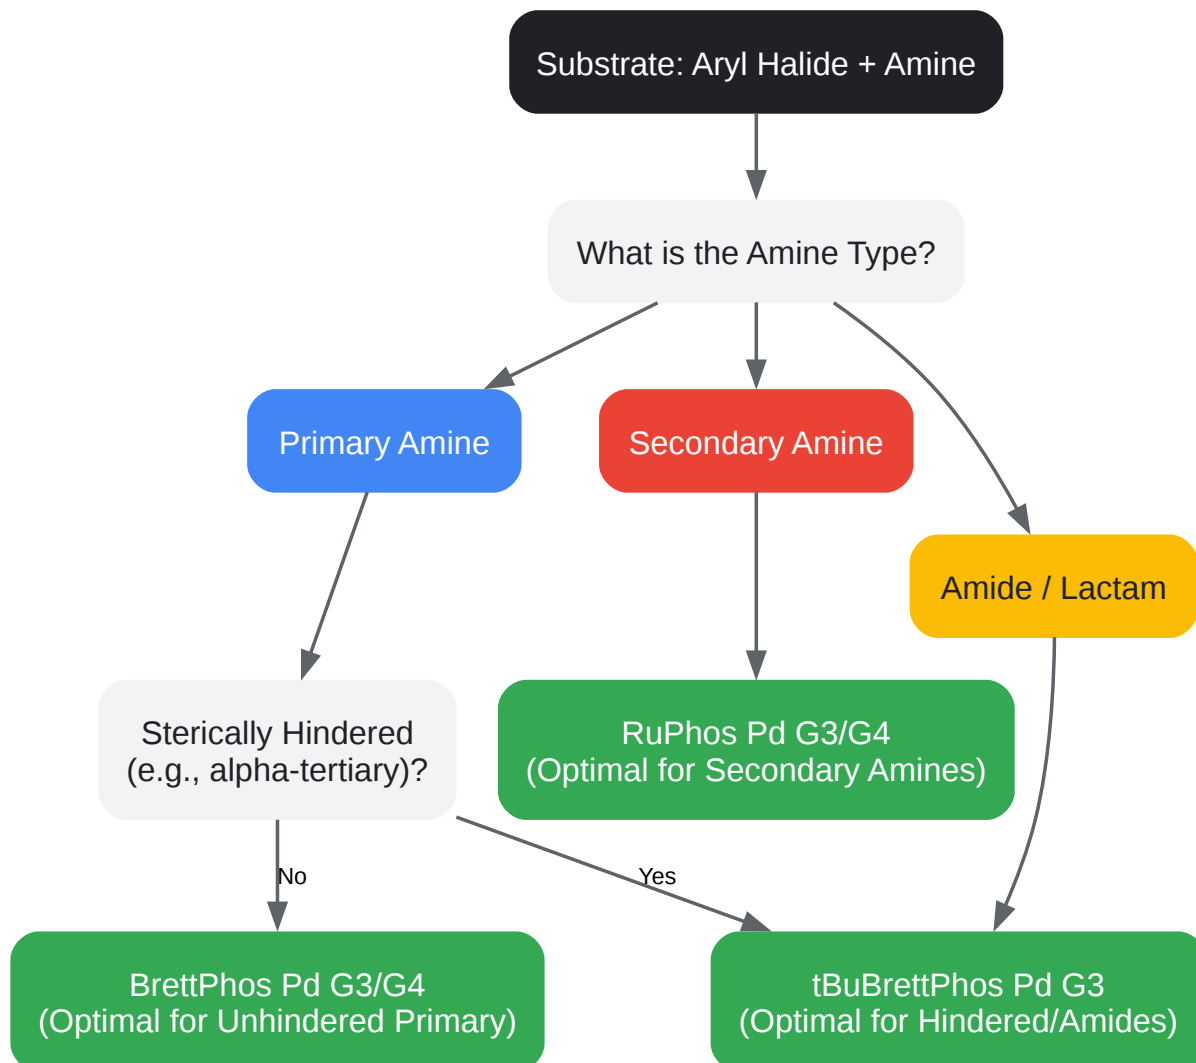 Substrate: Aryl Halide + Amine
What is the Amine Type?
Primary Amine
Secondary Amine
Amide / Lactam
Sterically Hindered
(e.g., alpha-tertiary)?
RuPhos Pd G3/G4
(Optimal for Secondary Amines)
No
Yes
BrettPhos Pd G3/G4
(Optimal for Unhindered Primary)
tBuBrettPhos Pd G3
(Optimal for Hindered/Amides)